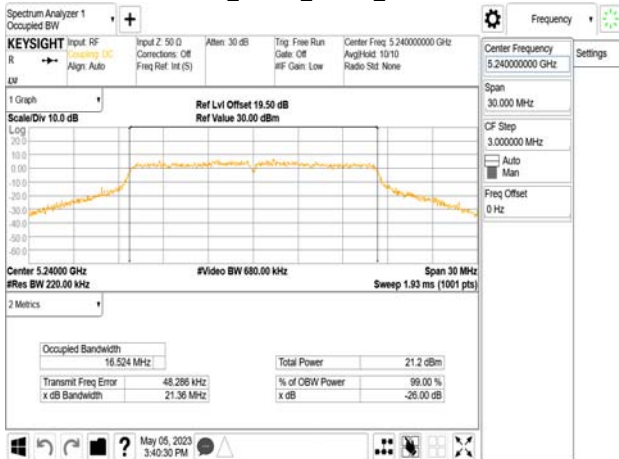 Spectrum Analyzer 1
Occupied BW
Frequency
KEYSIGHT
R
Input: RF
Coupling: DC
Align: Auto
Input Z: 50 Ω
Corrections: Off
Freq Ref: Int (S)
Atten: 30 dB
Trig: Free Run
Gate: Off
#IF Gain: Low
Center Freq: 5.240000000 GHz
Avg|Hold: 10/10
Radio Std: None
Center Frequency
5.240000000 GHz
Settings
Span
30.000 MHz
CF Step
3.000000 MHz
Auto
Man
Freq Offset
0 Hz
1 Graph
Scale/Div 10.0 dB
Ref Lvl Offset 19.50 dB
Ref Value 30.00 dBm
Log
20.0
10.0
0.00
-10.0
-20.0
-30.0
-40.0
-50.0
-60.0
Center 5.24000 GHz
#Res BW 220.00 kHz
#Video BW 680.00 kHz
Span 30 MHz
Sweep 1.93 ms (1001 pts)
2 Metrics
Occupied Bandwidth
16.524 MHz
Total Power 21.2 dBm
Transmit Freq Error 48.286 kHz
% of OBW Power 99.00 %
x dB Bandwidth 21.36 MHz
x dB -26.00 dB
?
May 05, 2023
3:40:30 PM